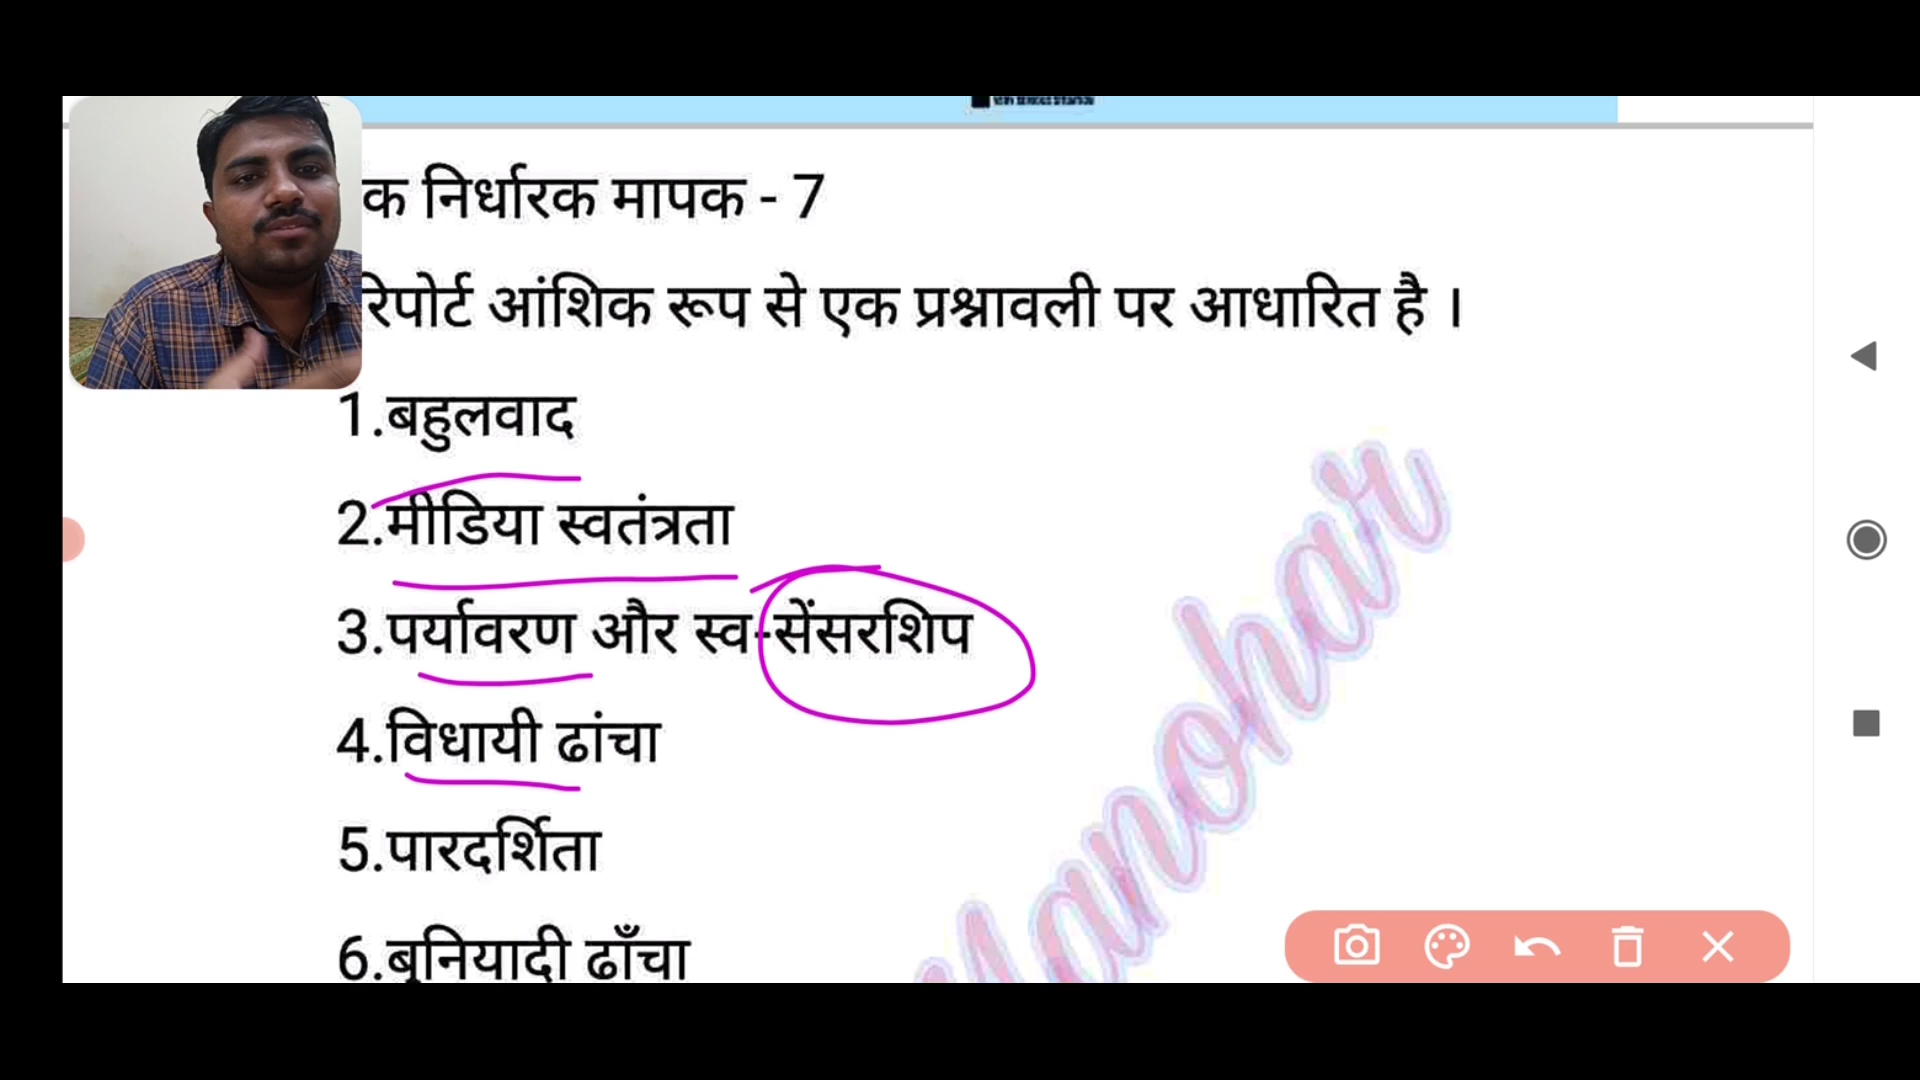 क निर्धारक मापक - 7
रिपोर्ट आंशिक रूप से एक प्रश्नावली पर आधारित है ।
1.बहुलवाद
2.मीडिया स्वतंत्रता
3.पर्यावरण और स्व-सेंसरशिप
4.विधायी ढांचा
5.पारदर्शिता
6.बुनियादी ढाँचा
Manohar